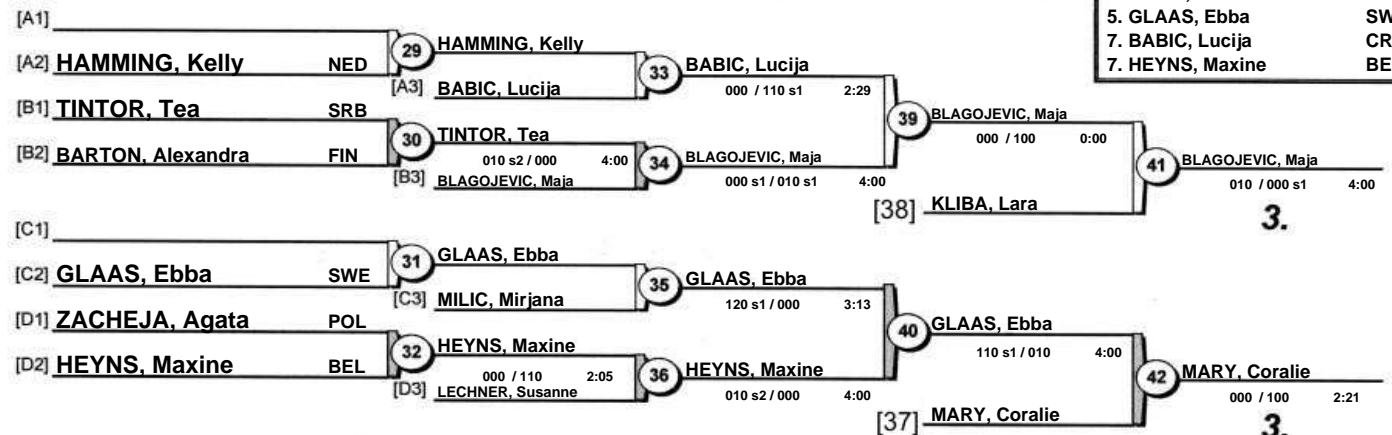 5. GLAAS, Ebba SW
7. BABIC, Lucija CR
7. HEYNS, Maxine BE
[A1]
[A2] HAMMING, Kelly NED
29
HAMMING, Kelly
[A3] BABIC, Lucija
33
BABIC, Lucija
000 / 110 s1 2:29
[B1] TINTOR, Tea SRB
[B2] BARTON, Alexandra FIN
30
TINTOR, Tea
010 s2 / 000 4:00
[B3] BLAGOJEVIC, Maja
34
BLAGOJEVIC, Maja
000 s1 / 010 s1 4:00
39
BLAGOJEVIC, Maja
000 / 100 0:00
[38] KLIBA, Lara
41
BLAGOJEVIC, Maja
010 / 000 s1 4:00
3.
[C1]
[C2] GLAAS, Ebba SWE
31
GLAAS, Ebba
[C3] MILIC, Mirjana
35
GLAAS, Ebba
120 s1 / 000 3:13
[D1] ZACHEJA, Agata POL
[D2] HEYNS, Maxine BEL
32
HEYNS, Maxine
000 / 110 2:05
[D3] LECHNER, Susanne
36
HEYNS, Maxine
010 s2 / 000 4:00
40
GLAAS, Ebba
110 s1 / 010 4:00
[37] MARY, Coralie
42
MARY, Coralie
000 / 100 2:21
3.